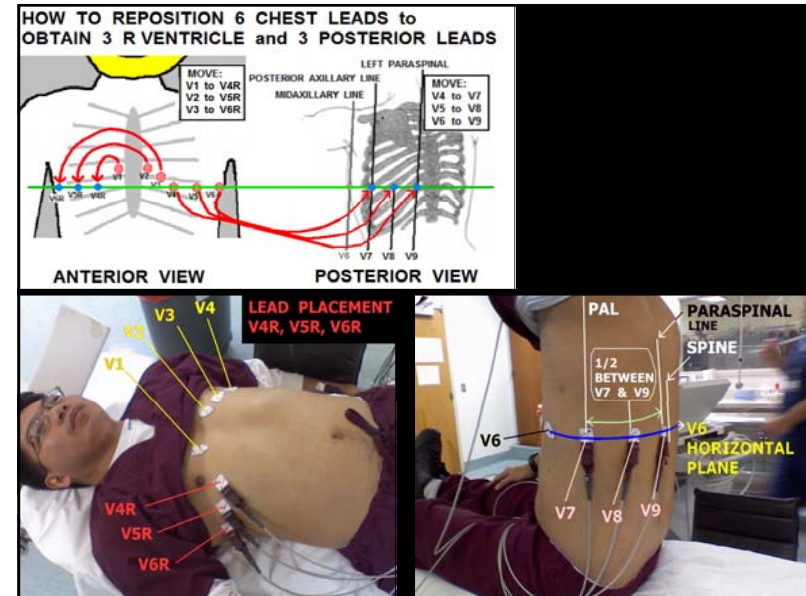 HOW TO REPOSITION 6 CHEST LEADS to
OBTAIN 3 R VENTRICLE and 3 POSTERIOR LEADS
MOVE:
V1 to V4R
V2 to V5R
V3 to V6R
LEFT PARASPINAL
POSTERIOR AXILLARY LINE
MIDAXILLARY LINE
MOVE:
V4 to V7
V5 to V8
V6 to V9
V1
V2
V3
V6R
V5R
V4R
V4
V5
V6
V6
V7
V8
V9
ANTERIOR VIEW
POSTERIOR VIEW
LEAD PLACEMENT
V4R, V5R, V6R
V4
V3
V2
V1
V4R
V5R
V6R
PAL
PARASPINAL
LINE
SPINE
1/2
BETWEEN
V7 & V9
V6
V6
HORIZONTAL
PLANE
V7
V8
V9